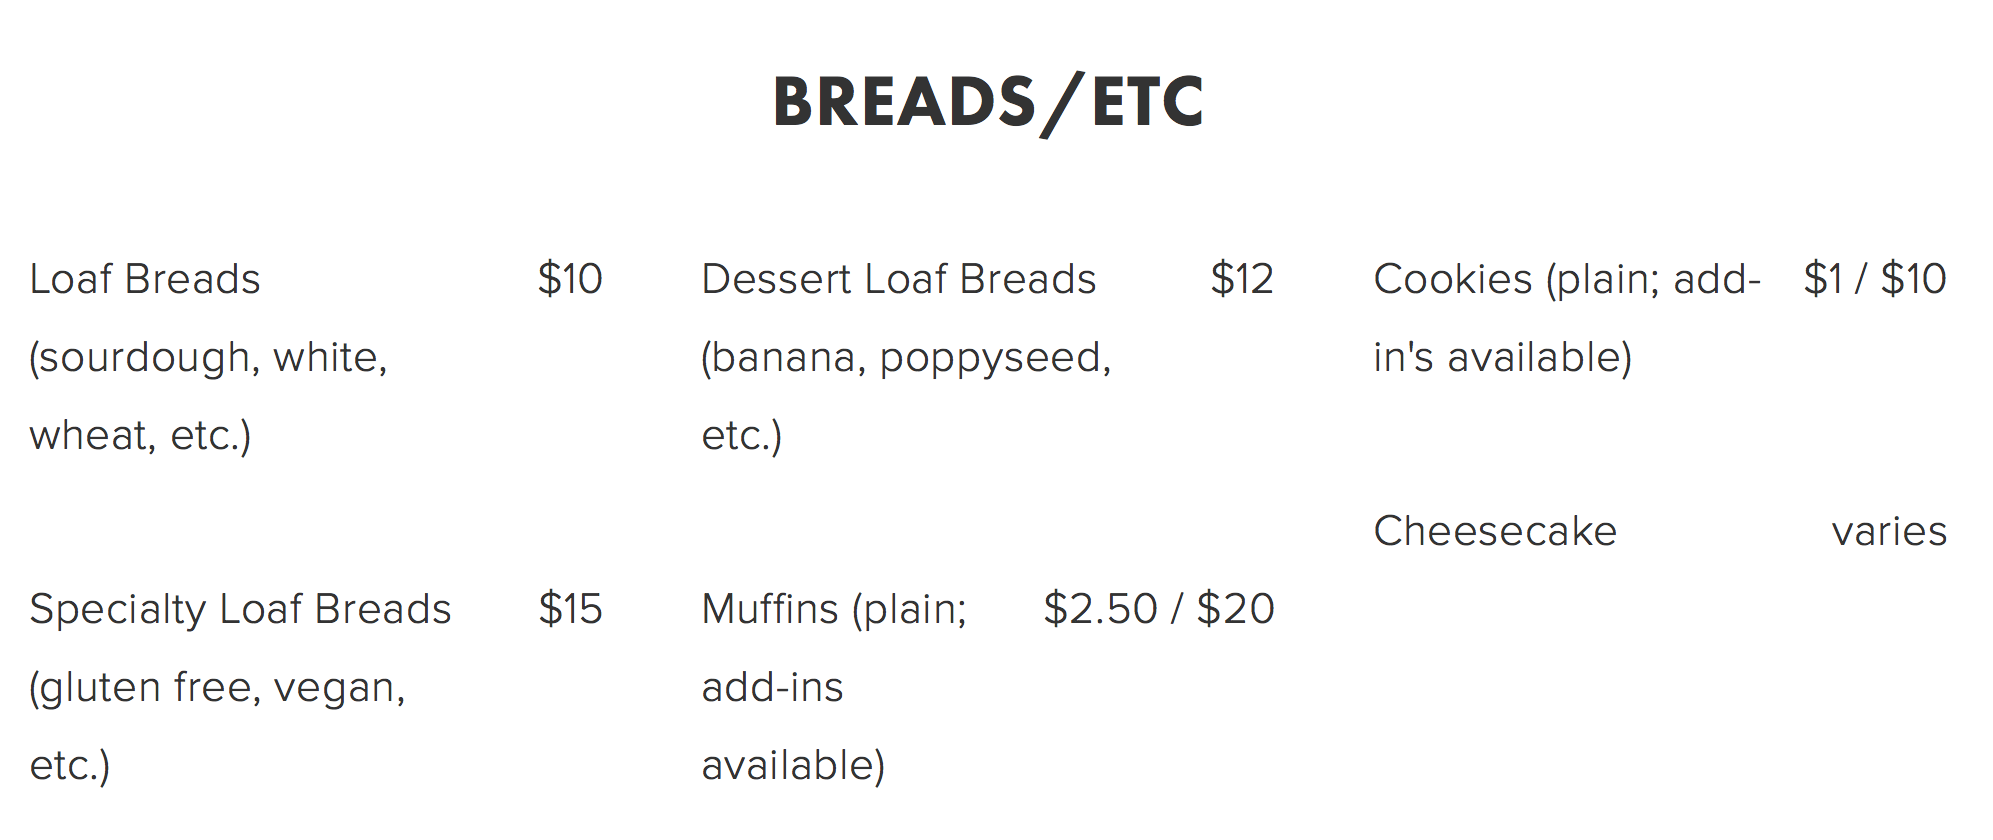 BREADS/ETC
Loaf Breads $10
(sourdough, white,
wheat, etc.)
Specialty Loaf Breads $15
(gluten free, vegan,
etc.)
Dessert Loaf Breads $12
(banana, poppyseed,
etc.)
Muffins (plain; $2.50 / $20
add-ins
available)
Cookies (plain; add- $1 / $10
in's available)
Cheesecake varies